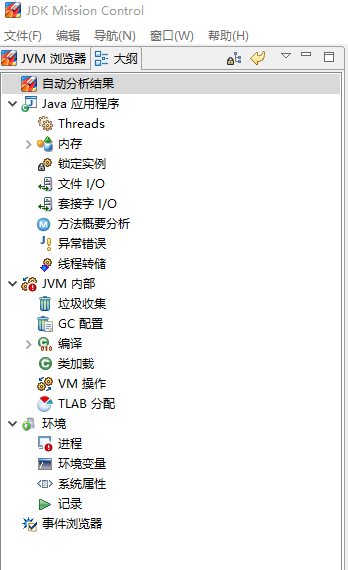 JDK Mission Control
文件(F) 编辑 导航(N) 窗口(W) 帮助(H)
JVM 浏览器 大纲
自动分析结果
Java 应用程序
Threads
内存
锁定实例
文件 I/O
套接字 I/O
方法概要分析
异常错误
线程转储
JVM 内部
垃圾收集
GC 配置
编译
类加载
VM 操作
TLAB 分配
环境
进程
环境变量
系统属性
记录
事件浏览器